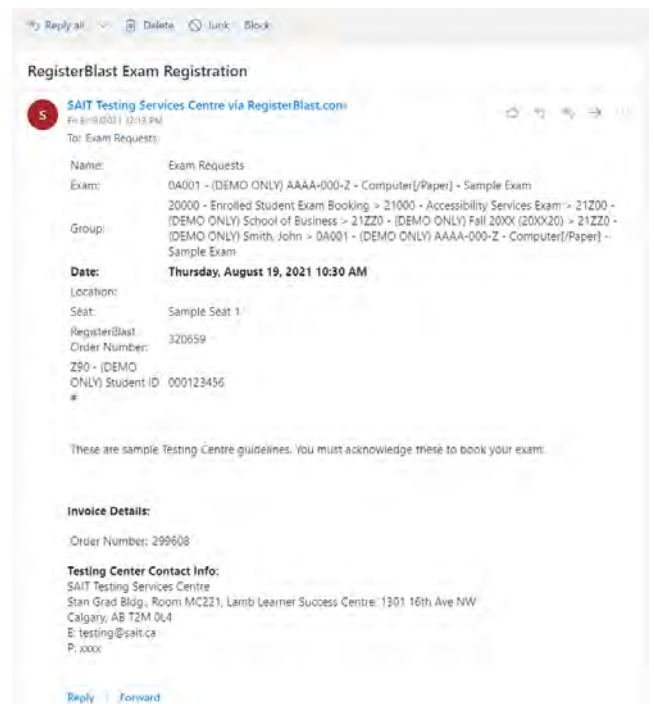 Reply all Delete Junk Block
RegisterBlast Exam Registration
S
SAIT Testing Services Centre via RegisterBlast.com
To: Exam Requests
Name: Exam Requests
Exam: 0A001 - (DEMO ONLY) AAAA-000-Z - Computer[/Paper] - Sample Exam
20000 - Enrolled Student Exam Booking > 21000 - Accessibility Services Exam > 21Z00 -
(DEMO ONLY) School of Business > 21ZZ0 - (DEMO ONLY) Fall 20XX (20XX20) > 21ZZ0 -
Group: (DEMO ONLY) Smith, John > 0A001 - (DEMO ONLY) AAAA-000-Z - Computer[/Paper] -
Sample Exam
Date: Thursday, August 19, 2021 10:30 AM
Location:
Seat: Sample Seat 1
RegisterBlast
Order Number: 320659
Z90 - (DEMO
ONLY) Student ID 000123456
#
These are sample Testing Centre guidelines. You must acknowledge these to book your exam.
Invoice Details:
Order Number: 299608
Testing Center Contact Info:
SAIT Testing Services Centre
Stan Grad Bldg., Room MC221, Lamb Learner Success Centre, 1301 16th Ave NW
Calgary, AB T2M 0L4
E: testing@sait.ca
P: xxxx
Reply Forward